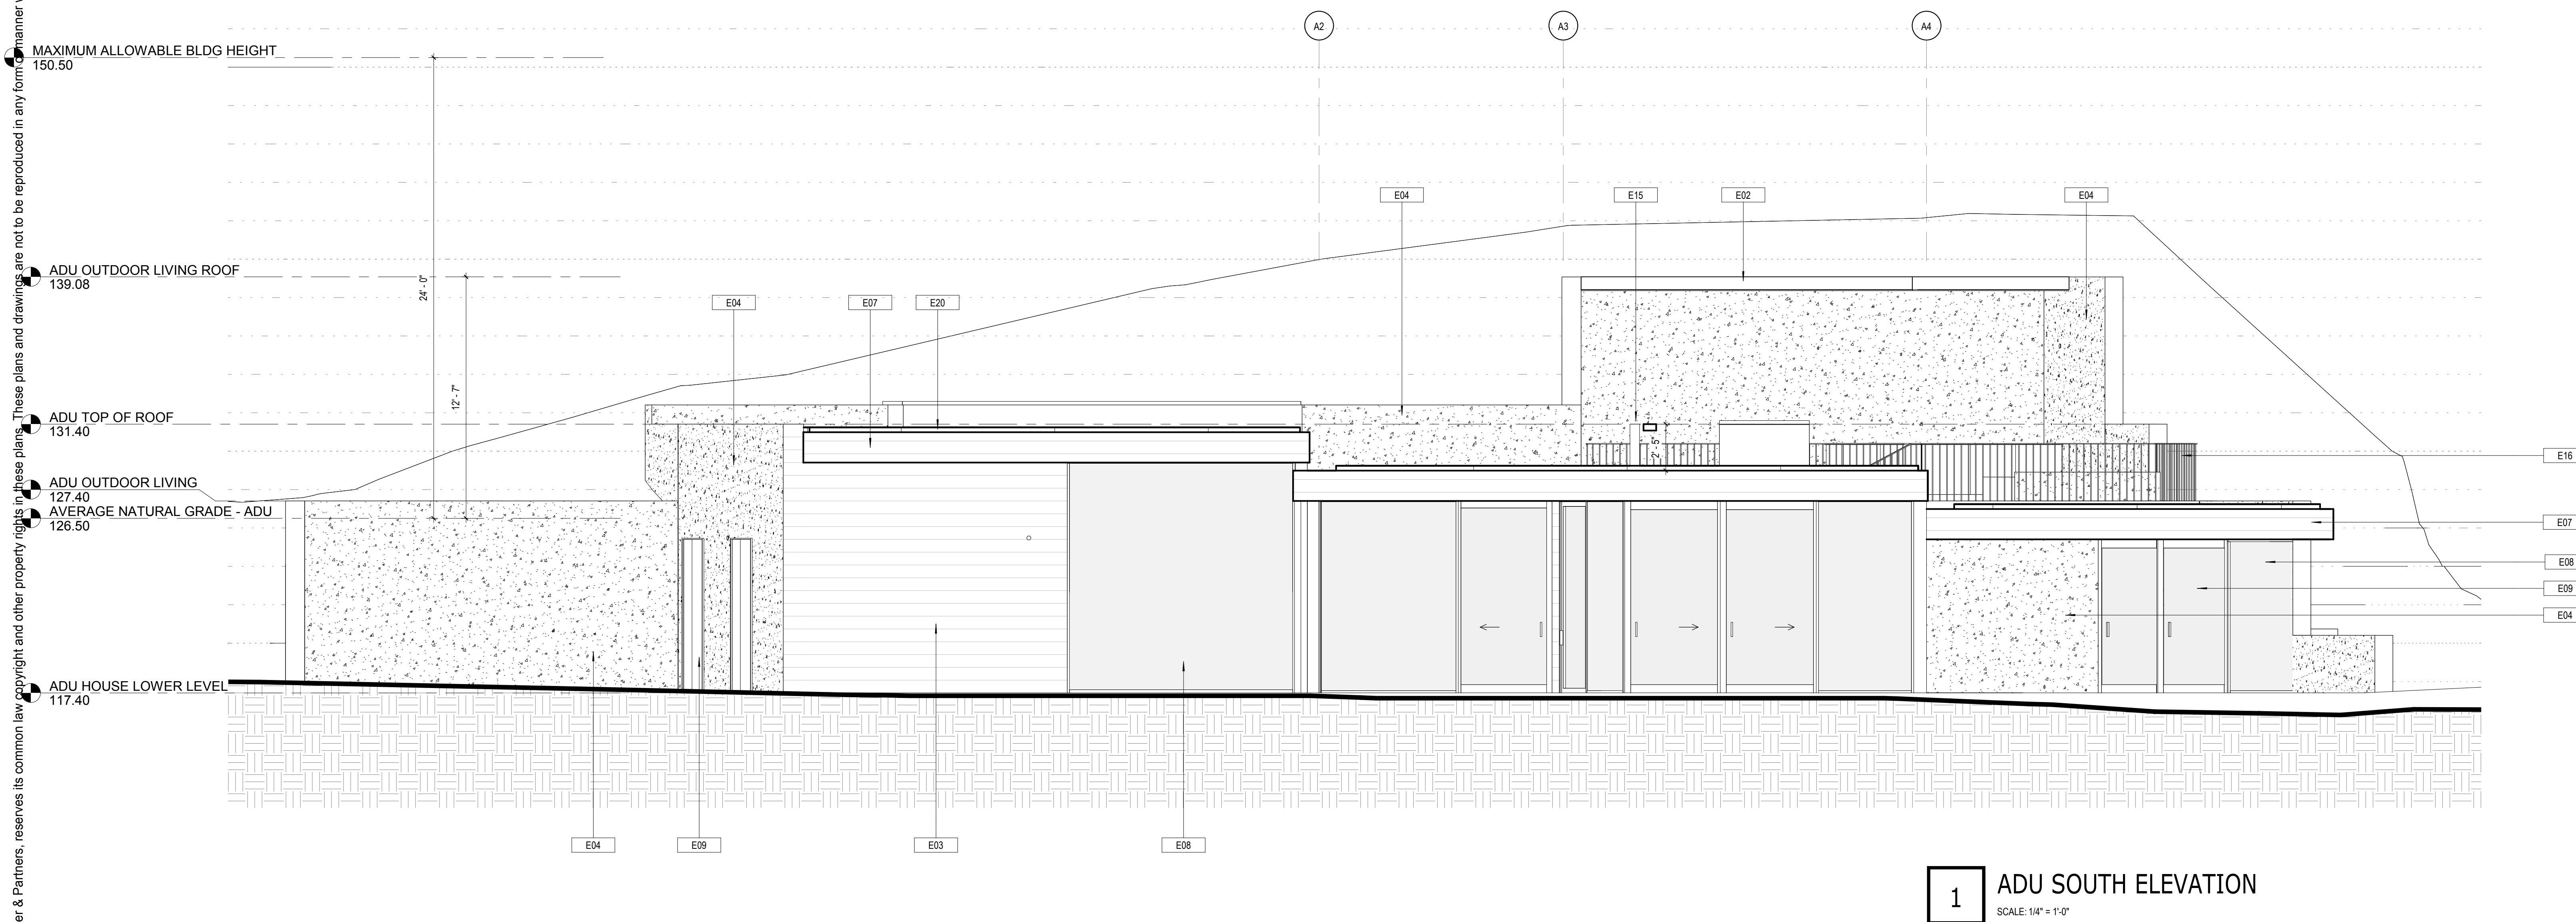 er & Partners, reserves its common law copyright and other property rights in these plans. These plans and drawings are not to be reproduced in any form or manner
A2
A3
A4
MAXIMUM ALLOWABLE BLDG HEIGHT
150.50
E04
E15
E02
E04
ADU OUTDOOR LIVING ROOF
139.08
24' - 0"
E04
E07
E20
12' - 7"
ADU TOP OF ROOF
131.40
2' - 5"
E16
ADU OUTDOOR LIVING
127.40
AVERAGE NATURAL GRADE - ADU
126.50
E07
E08
E09
E04
ADU HOUSE LOWER LEVEL
117.40
E04
E09
E03
E08
1
ADU SOUTH ELEVATION
SCALE: 1/4" = 1'-0"